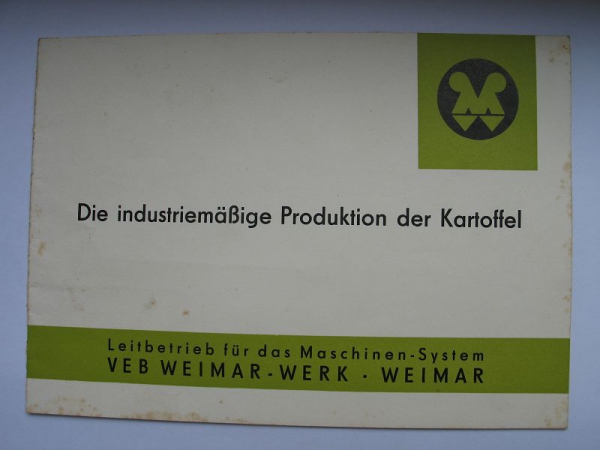 Die industriemäßige Produktion der Kartoffel
Leitbetrieb für das Maschinen-System
VEB WEIMAR-WERK · WEIMAR